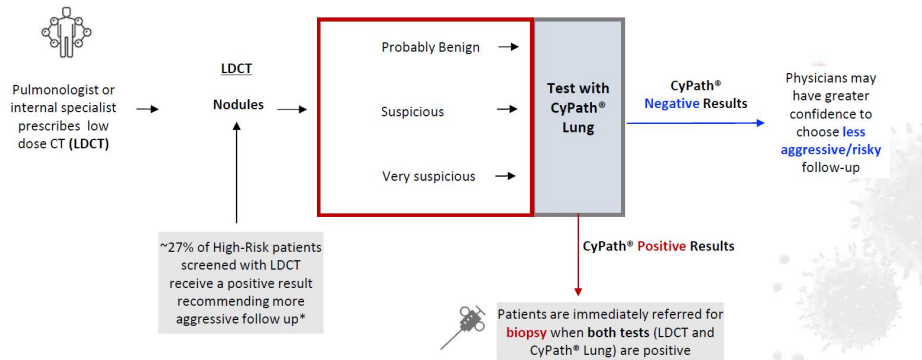 Pulmonologist or
internal specialist
prescribes low
dose CT (LDCT)
LDCT
Nodules
~27% of High-Risk patients
screened with LDCT
receive a positive result
recommending more
aggressive follow up*
Probably Benign
Suspicious
Very suspicious
Test with
CyPath®
Lung
CyPath®
Negative Results
Physicians may
have greater
confidence to
choose less
aggressive/risky
follow-up
CyPath® Positive Results
Patients are immediately referred for
biopsy when both tests (LDCT and
CyPath® Lung) are positive